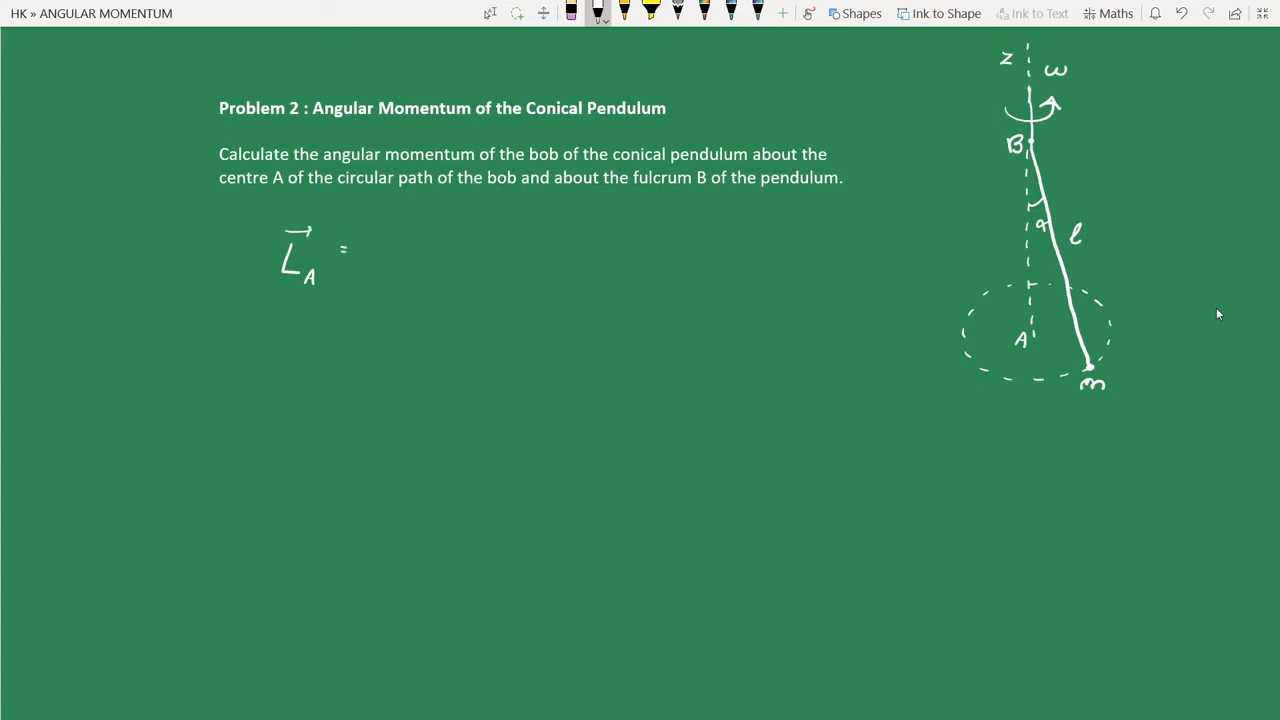 HK » ANGULAR MOMENTUM
Shapes
Ink to Shape
Ink to Text
Maths
Problem 2 : Angular Momentum of the Conical Pendulum
Calculate the angular momentum of the bob of the conical pendulum about the
centre A of the circular path of the bob and about the fulcrum B of the pendulum.
L⃗_A =
z
ω
B
α
l
A
m